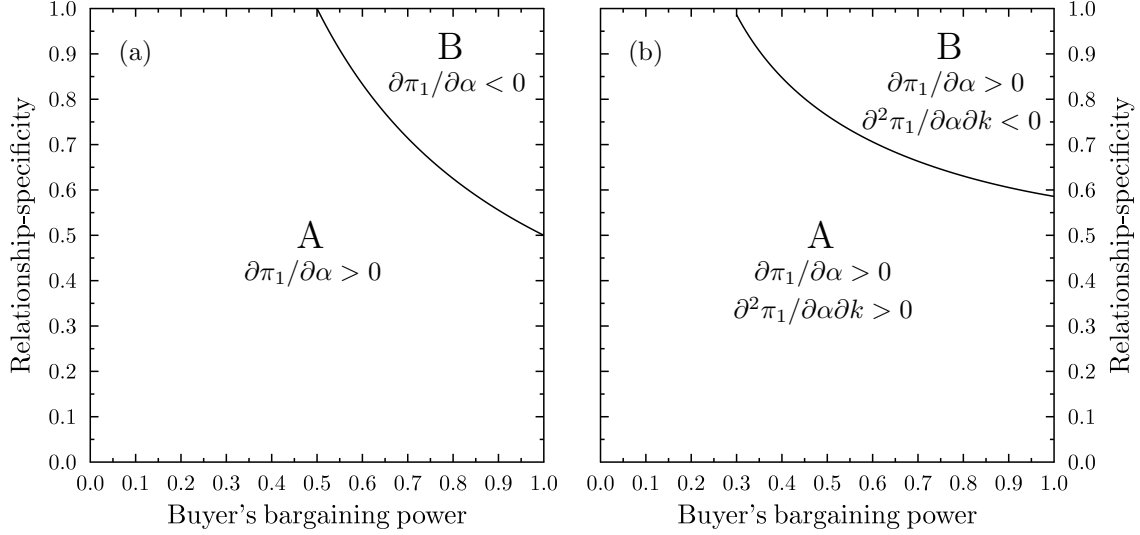 (a)
B
∂π₁/∂α < 0
A
∂π₁/∂α > 0
Relationship-specificity
1.0
0.9
0.8
0.7
0.6
0.5
0.4
0.3
0.2
0.1
0.0
0.0 0.1 0.2 0.3 0.4 0.5 0.6 0.7 0.8 0.9 1.0
Buyer's bargaining power
(b)
B
∂π₁/∂α > 0
∂²π₁/∂α∂k < 0
A
∂π₁/∂α > 0
∂²π₁/∂α∂k > 0
1.0
0.9
0.8
0.7
0.6
0.5
0.4
0.3
0.2
0.1
0.0
Relationship-specificity
0.0 0.1 0.2 0.3 0.4 0.5 0.6 0.7 0.8 0.9 1.0
Buyer's bargaining power